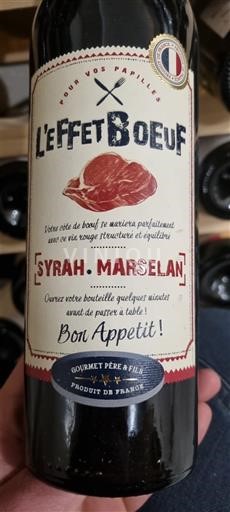 POUR VOS PAPILLES
L'EFFET BOEUF
Votre côte de boeuf se mariera parfaitement
avec ce vin rouge structuré et équilibré
VINIOU
SYRAH • MARSELAN
Ouvrez votre bouteille quelques minutes
avant de passer à table !
Bon Appetit !
GOURMET PÈRE & FILS
PRODUIT DE FRANCE